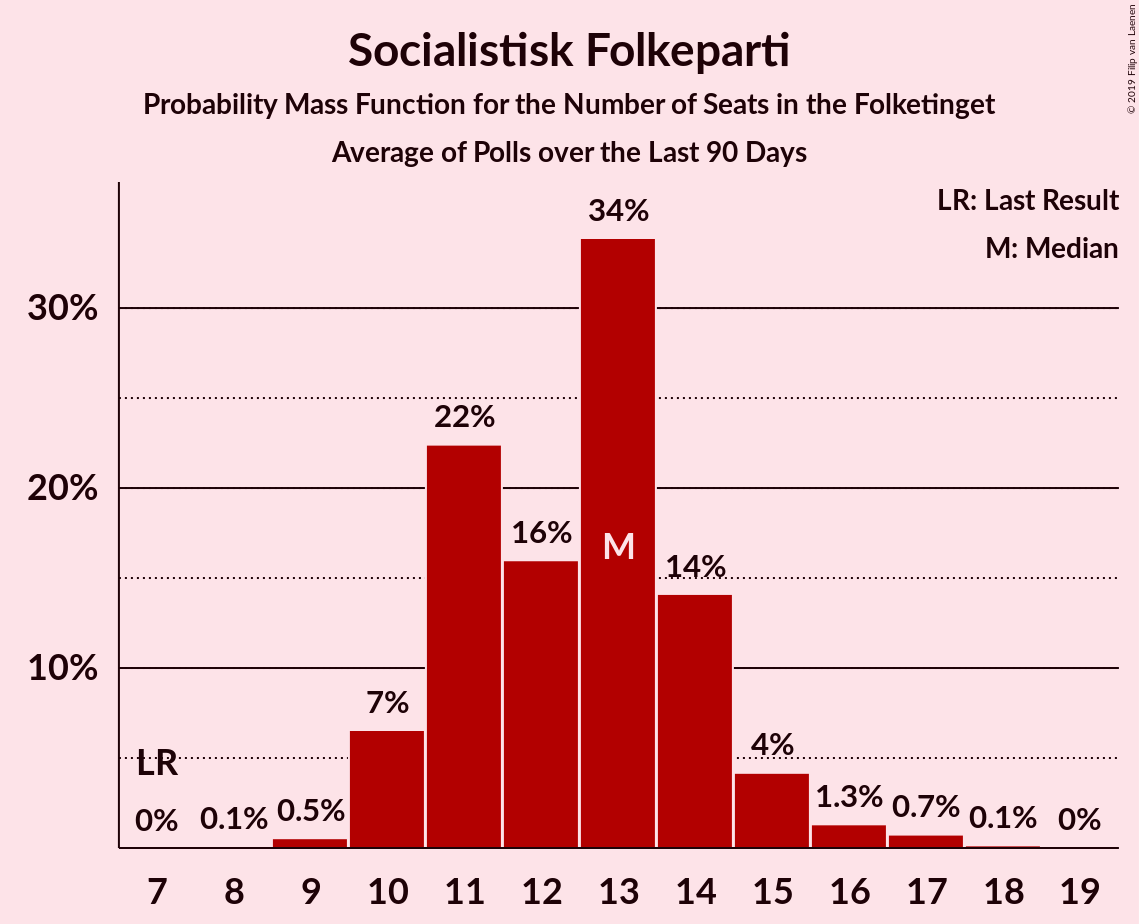 Socialistisk Folkeparti
Probability Mass Function for the Number of Seats in the Folketinget
Average of Polls over the Last 90 Days
© 2019 Filip van Laenen
LR: Last Result
M: Median
34%
30%
22%
20%
16%
M
14%
10%
7%
4%
LR
0%
0.1%
0.5%
1.3%
0.7%
0.1%
0%
7 8 9 10 11 12 13 14 15 16 17 18 19